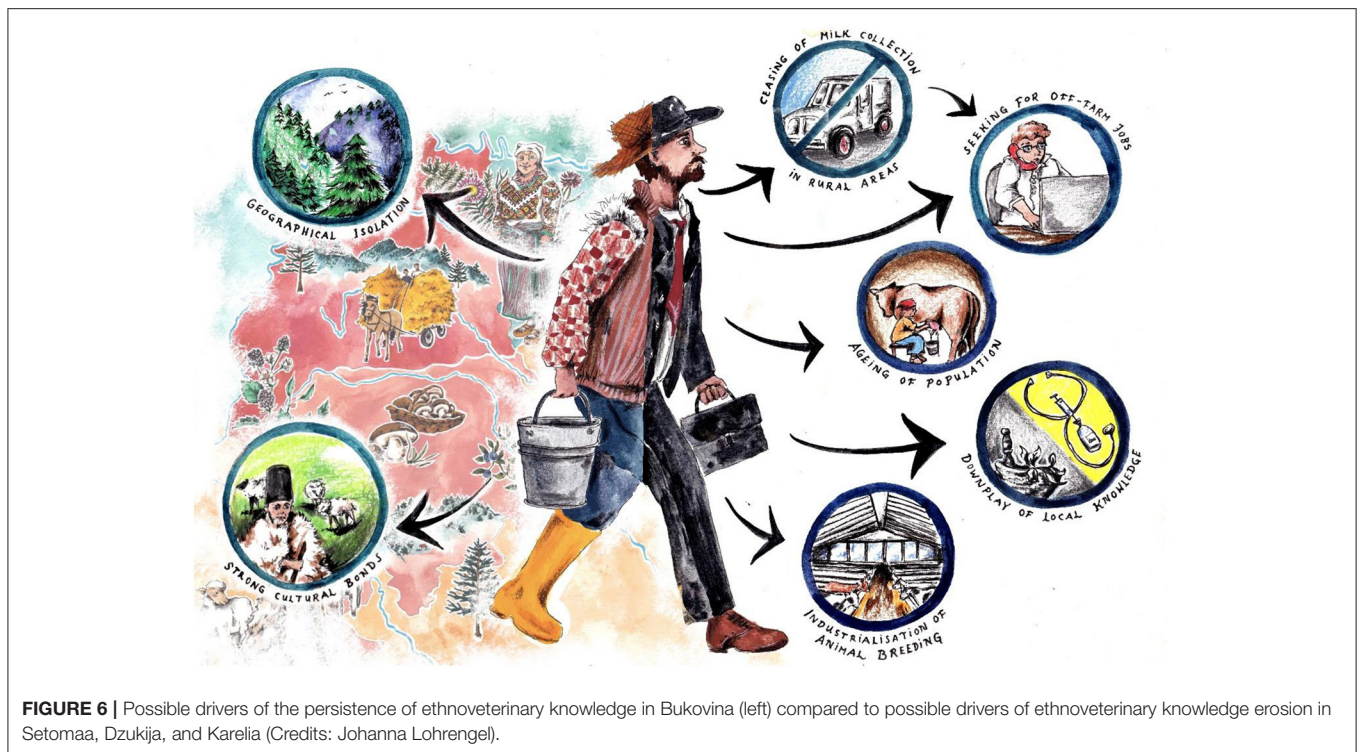 GEOGRAPHICAL ISOLATION
STRONG CULTURAL BONDS
CEASING OF MILK COLLECTION
IN RURAL AREAS
SEEKING FOR OFF-FARM JOBS
AGEING OF POPULATION
DOWNPLAY OF LOCAL KNOWLEDGE
INDUSTRIALISATION OF
ANIMAL BREEDING
FIGURE 6 | Possible drivers of the persistence of ethnoveterinary knowledge in Bukovina (left) compared to possible drivers of ethnoveterinary knowledge erosion in
Setomaa, Dzukija, and Karelia (Credits: Johanna Lohrengel).